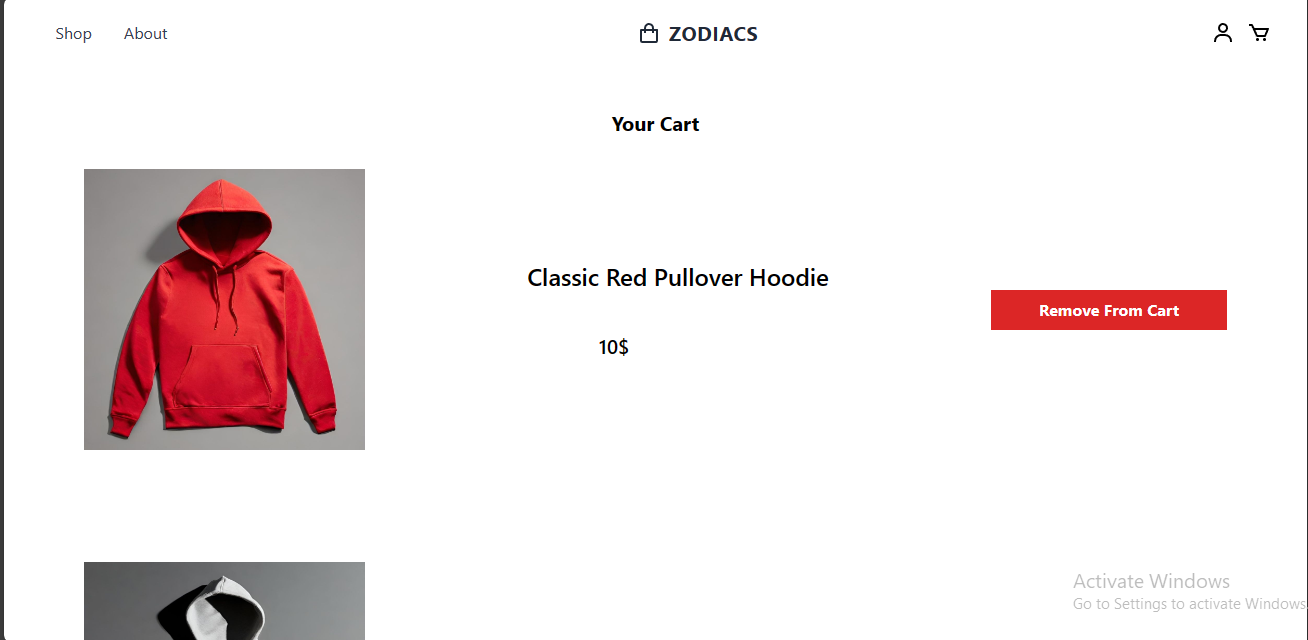 Shop
About
ZODIACS
Your Cart
Classic Red Pullover Hoodie
10$
Remove From Cart
Activate Windows
Go to Settings to activate Windows